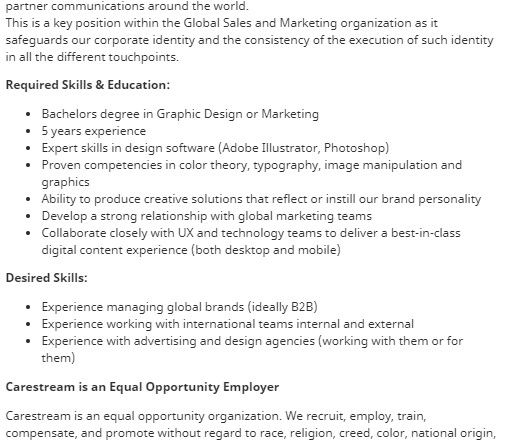 partner communications around the world.
This is a key position within the Global Sales and Marketing organization as it
safeguards our corporate identity and the consistency of the execution of such identity
in all the different touchpoints.
Required Skills & Education:
• Bachelors degree in Graphic Design or Marketing
• 5 years experience
• Expert skills in design software (Adobe Illustrator, Photoshop)
• Proven competencies in color theory, typography, image manipulation and
graphics
• Ability to produce creative solutions that reflect or instill our brand personality
• Develop a strong relationship with global marketing teams
• Collaborate closely with UX and technology teams to deliver a best-in-class
digital content experience (both desktop and mobile)
Desired Skills:
• Experience managing global brands (ideally B2B)
• Experience working with international teams internal and external
• Experience with advertising and design agencies (working with them or for
them)
Carestream is an Equal Opportunity Employer
Carestream is an equal opportunity organization. We recruit, employ, train,
compensate, and promote without regard to race, religion, creed, color, national origin,